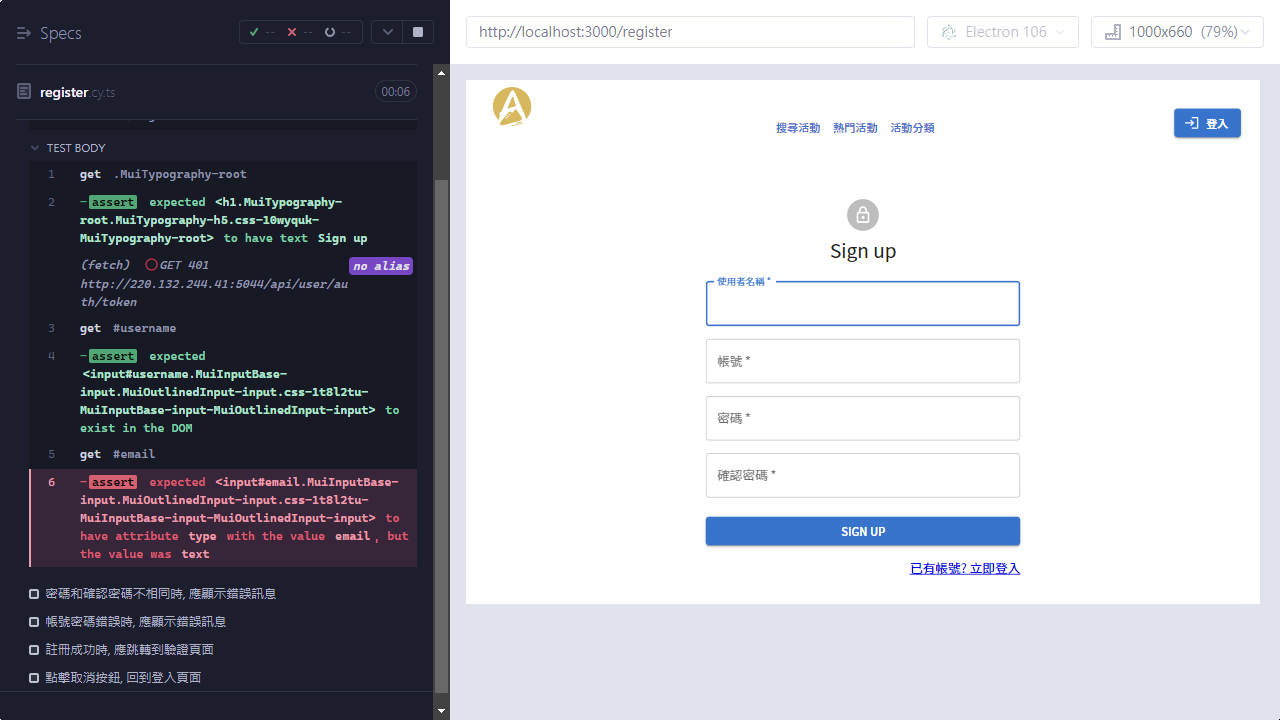 Specs
-- -- --
register.cy.ts
00:06
TEST BODY
1 get .MuiTypography-root
2 -assert expected <h1.MuiTypography-
root.MuiTypography-h5.css-10wyquk-
MuiTypography-root> to have text Sign up
(fetch) GET 401
no alias
http://220.132.244.41:5044/api/user/au
th/token
3 get #username
4 -assert expected
<input#username.MuiInputBase-
input.MuiOutlinedInput-input.css-1t8l2tu-
MuiInputBase-input-MuiOutlinedInput-input> to
exist in the DOM
5 get #email
6 -assert expected <input#email.MuiInputBase-
input.MuiOutlinedInput-input.css-1t8l2tu-
MuiInputBase-input-MuiOutlinedInput-input> to
have attribute type with the value email, but
the value was text
密碼和確認密碼不相同時, 應顯示錯誤訊息
帳號密碼錯誤時, 應顯示錯誤訊息
註冊成功時, 應跳轉到驗證頁面
點擊取消按鈕, 回到登入頁面
http://localhost:3000/register
Electron 106
1000x660 (79%)
搜尋活動 熱門活動 活動分類
登入
Sign up
使用者名稱 *
帳號 *
密碼 *
確認密碼 *
SIGN UP
已有帳號? 立即登入